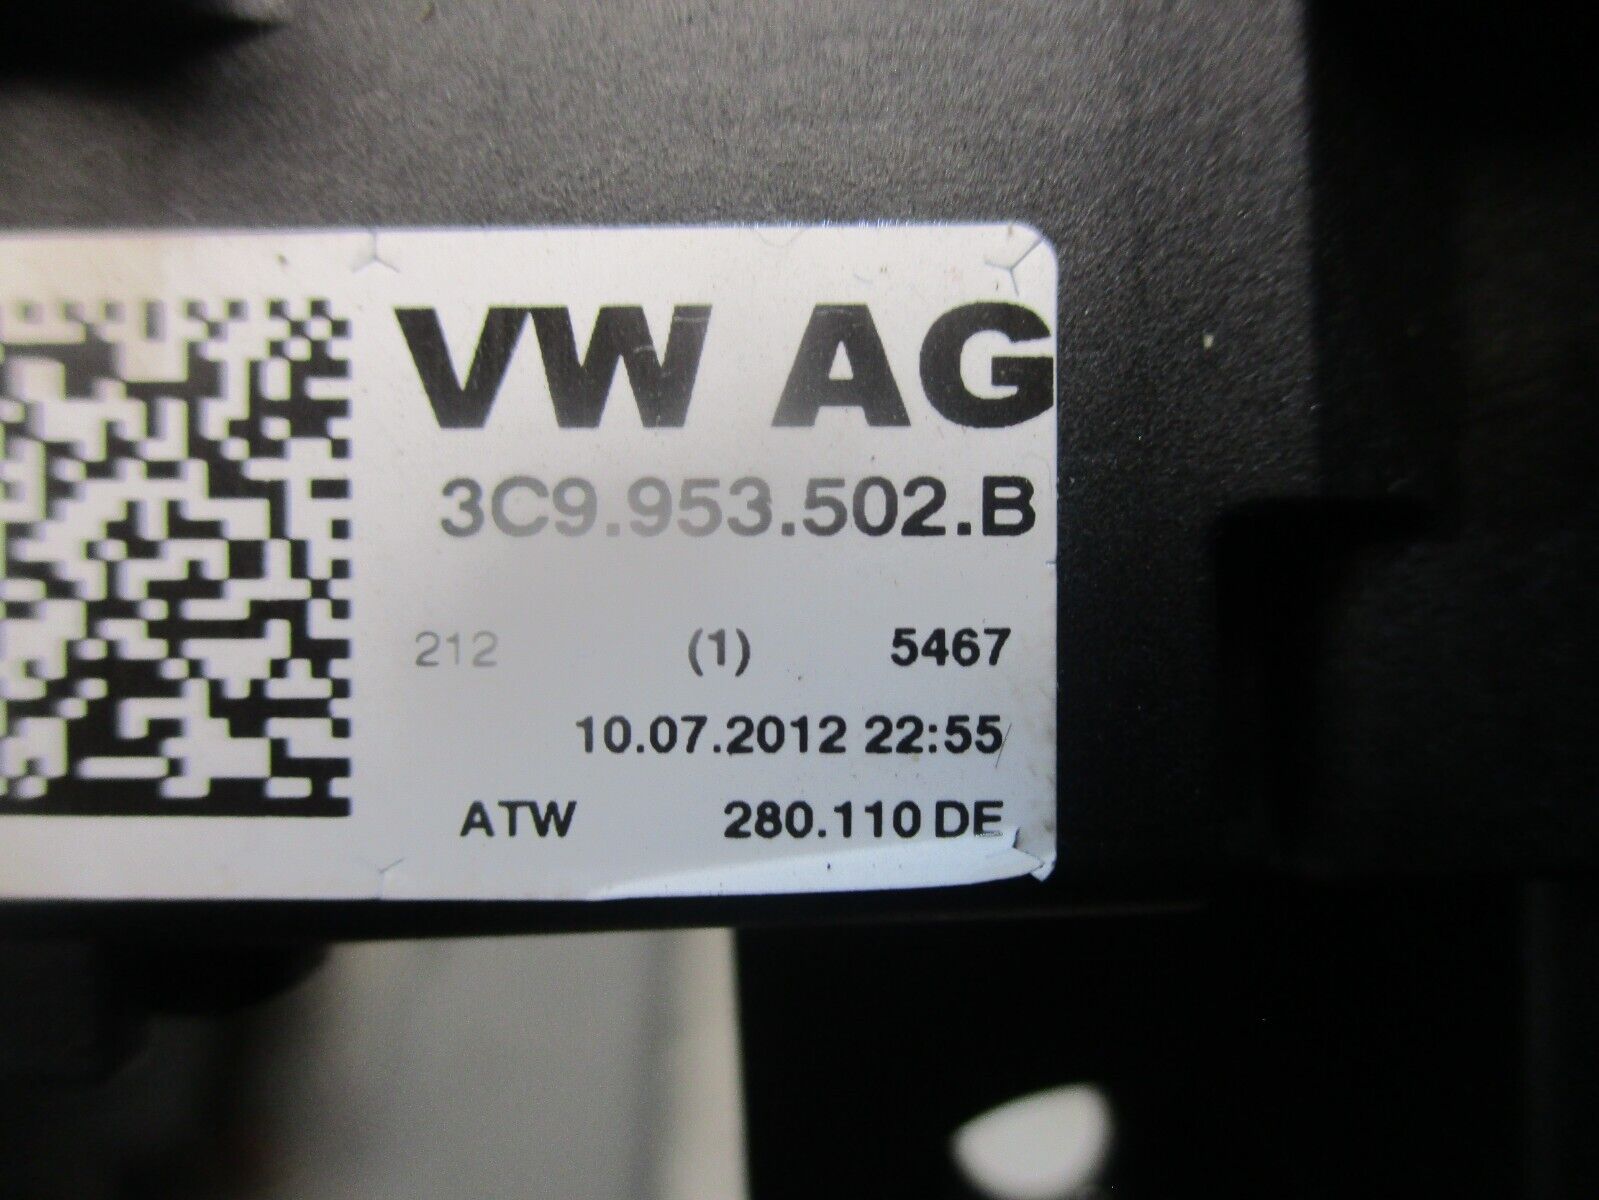 VW AG
3C9.953.502.B
212 (1) 5467
10.07.2012 22:55
ATW 280.110 DE